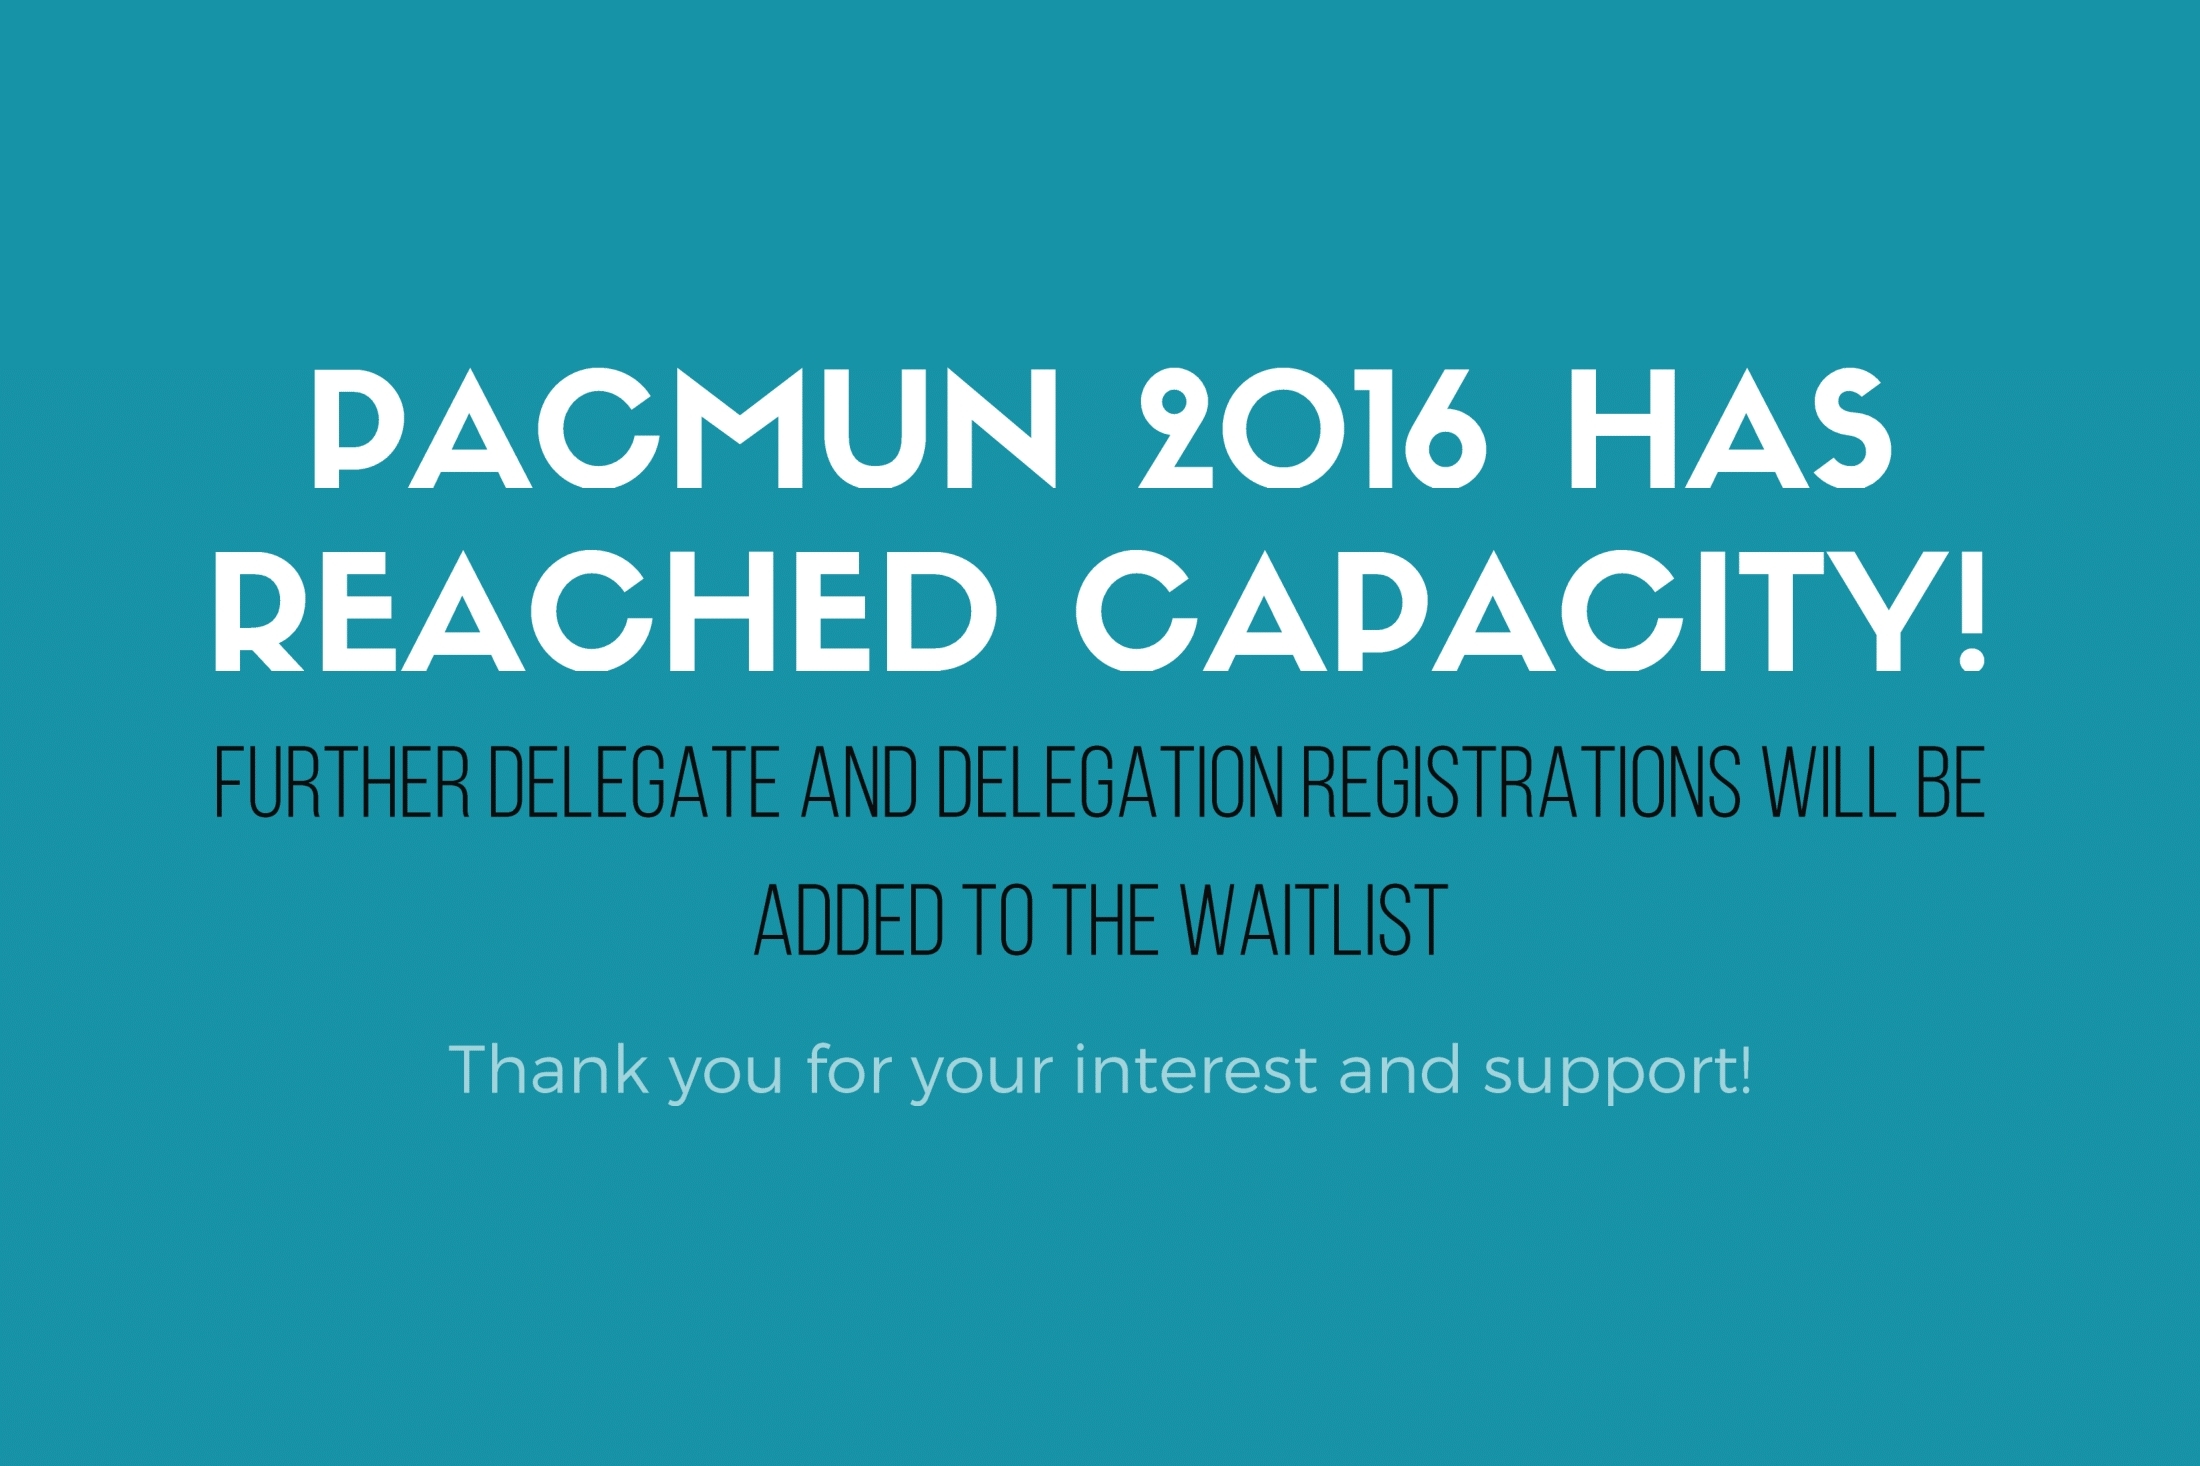 PACMUN 2016 HAS
REACHED CAPACITY!
FURTHER DELEGATE AND DELEGATION REGISTRATIONS WILL BE
ADDED TO THE WAITLIST
Thank you for your interest and support!